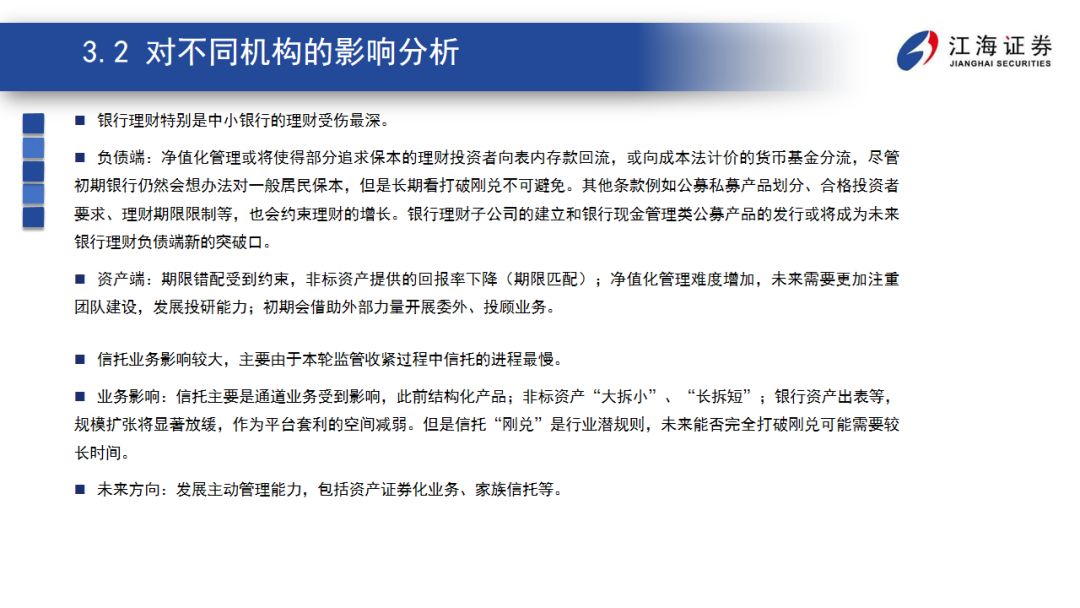 3.2 对不同机构的影响分析
江海证券
JIANGHAI SECURITIES
■ 银行理财特别是中小银行的理财受伤最深。
■ 负债端：净值化管理或将使得部分追求保本的理财投资者向表内存款回流，或向成本法计价的货币基金分流，尽管
初期银行仍然会想办法对一般居民保本，但是长期看打破刚兑不可避免。其他条款例如公募私募产品划分、合格投资者
要求、理财期限限制等，也会约束理财的增长。银行理财子公司的建立和银行现金管理类公募产品的发行或将成为未来
银行理财负债端新的突破口。
■ 资产端：期限错配受到约束，非标资产提供的回报率下降（期限匹配）；净值化管理难度增加，未来需要更加注重
团队建设，发展投研能力；初期会借助外部力量开展委外、投顾业务。
■ 信托业务影响较大，主要由于本轮监管收紧过程中信托的进程最慢。
■ 业务影响：信托主要是通道业务受到影响，此前结构化产品；非标资产“大拆小”、“长拆短”；银行资产出表等，
规模扩张将显著放缓，作为平台套利的空间减弱。但是信托“刚兑”是行业潜规则，未来能否完全打破刚兑可能需要较
长时间。
■ 未来方向：发展主动管理能力，包括资产证券化业务、家族信托等。